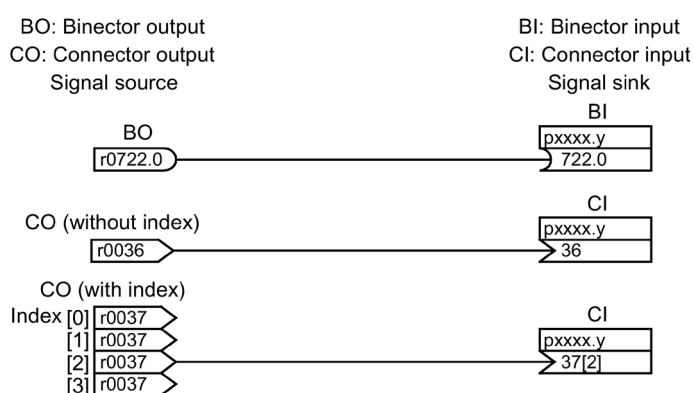 BO: Binector output
BI: Binector input
CO: Connector output
CI: Connector input
Signal source
Signal sink
BO
BI
pxxxx.y
r0722.0
722.0
CO (without index)
CI
pxxxx.y
r0036
36
CO (with index)
Index [0] r0037
CI
[1] r0037
pxxxx.y
[2] r0037
37[2]
[3] r0037